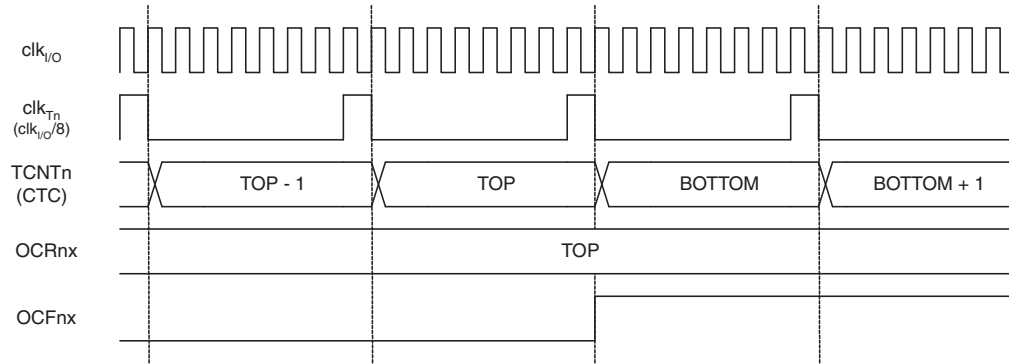 clkI/O
clkTn
(clkI/O/8)
TCNTn
(CTC)
TOP - 1
TOP
BOTTOM
BOTTOM + 1
OCRnx
TOP
OCFnx